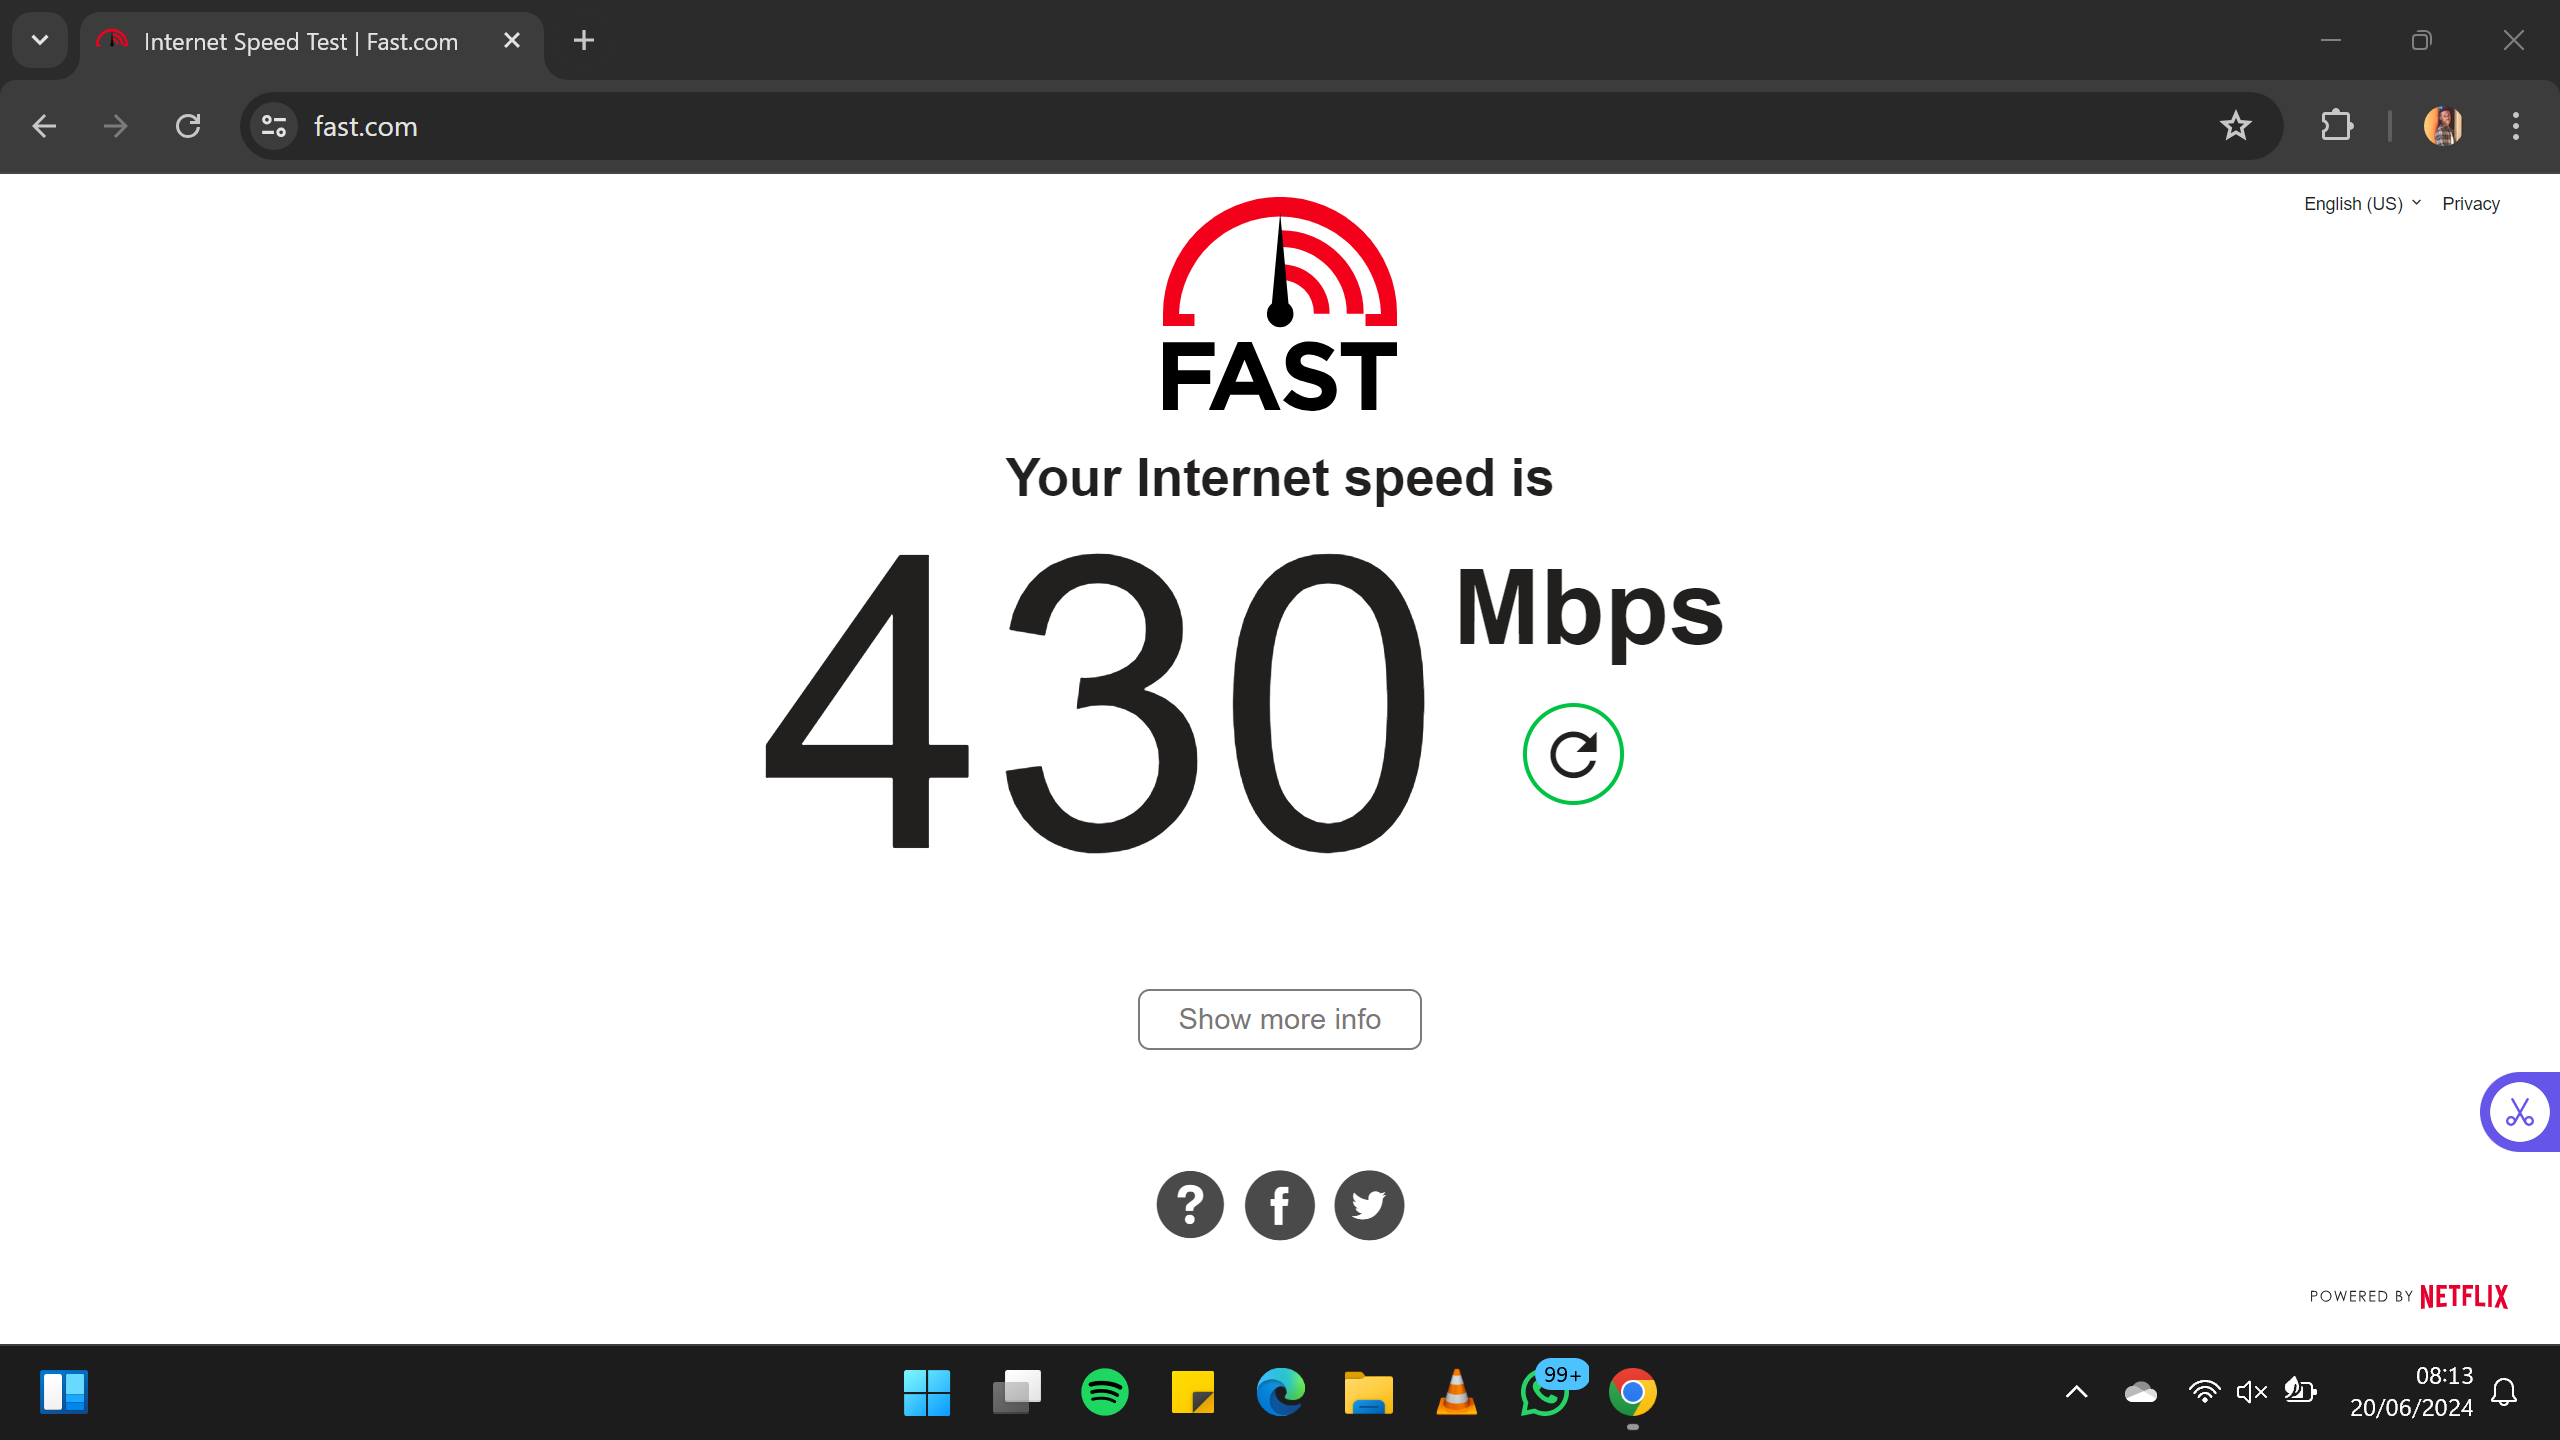 Internet Speed Test | Fast.com
fast.com
English (US)
Privacy
FAST
Your Internet speed is
430 Mbps
Show more info
?
f
POWERED BY NETFLIX
99+
08:13
20/06/2024